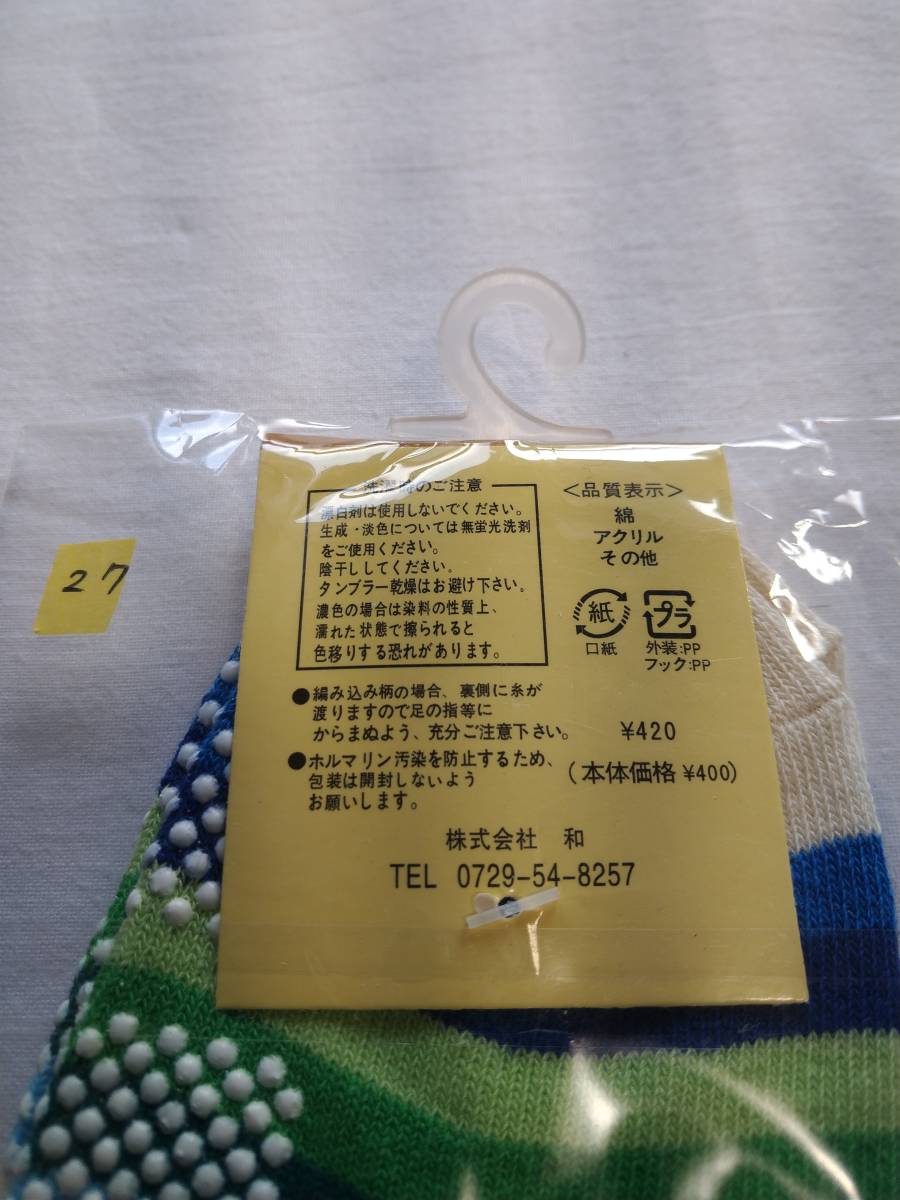 洗濯時のご注意
漂白剤は使用しないでください。
生成・淡色については無蛍光洗剤
をご使用ください。
陰干ししてください。
タンブラー乾燥はお避け下さい。
濃色の場合は染料の性質上、
濡れた状態で擦られると
色移りする恐れがあります。
<品質表示>
綿
アクリル
その他
紙
口紙
プラ
外装:PP
フック:PP
27
●編み込み柄の場合、裏側に糸が
渡りますので足の指等に
からまぬよう、充分ご注意下さい。
●ホルマリン汚染を防止するため、
包装は開封しないよう
お願いします。
¥420
(本体価格¥400)
株式会社 和
TEL 0729-54-8257